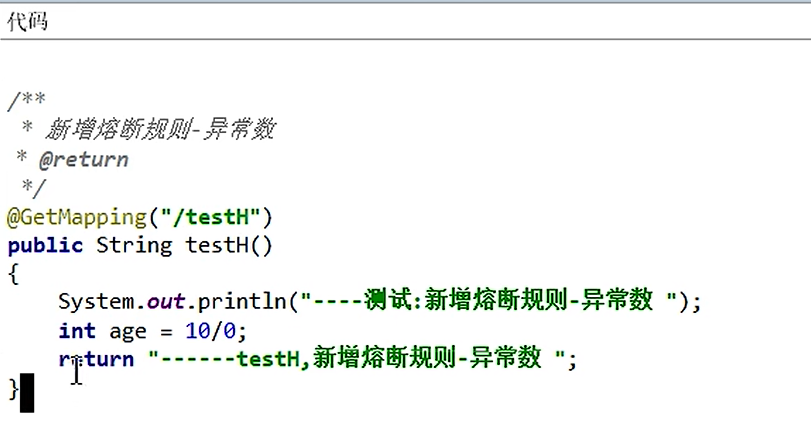 代码
/**
 * 新增熔断规则-异常数
 * @return
 */
@GetMapping("/testH")
public String testH()
{
    System.out.println("----测试:新增熔断规则-异常数 ");
    int age = 10/0;
    return "------testH,新增熔断规则-异常数 ";
}